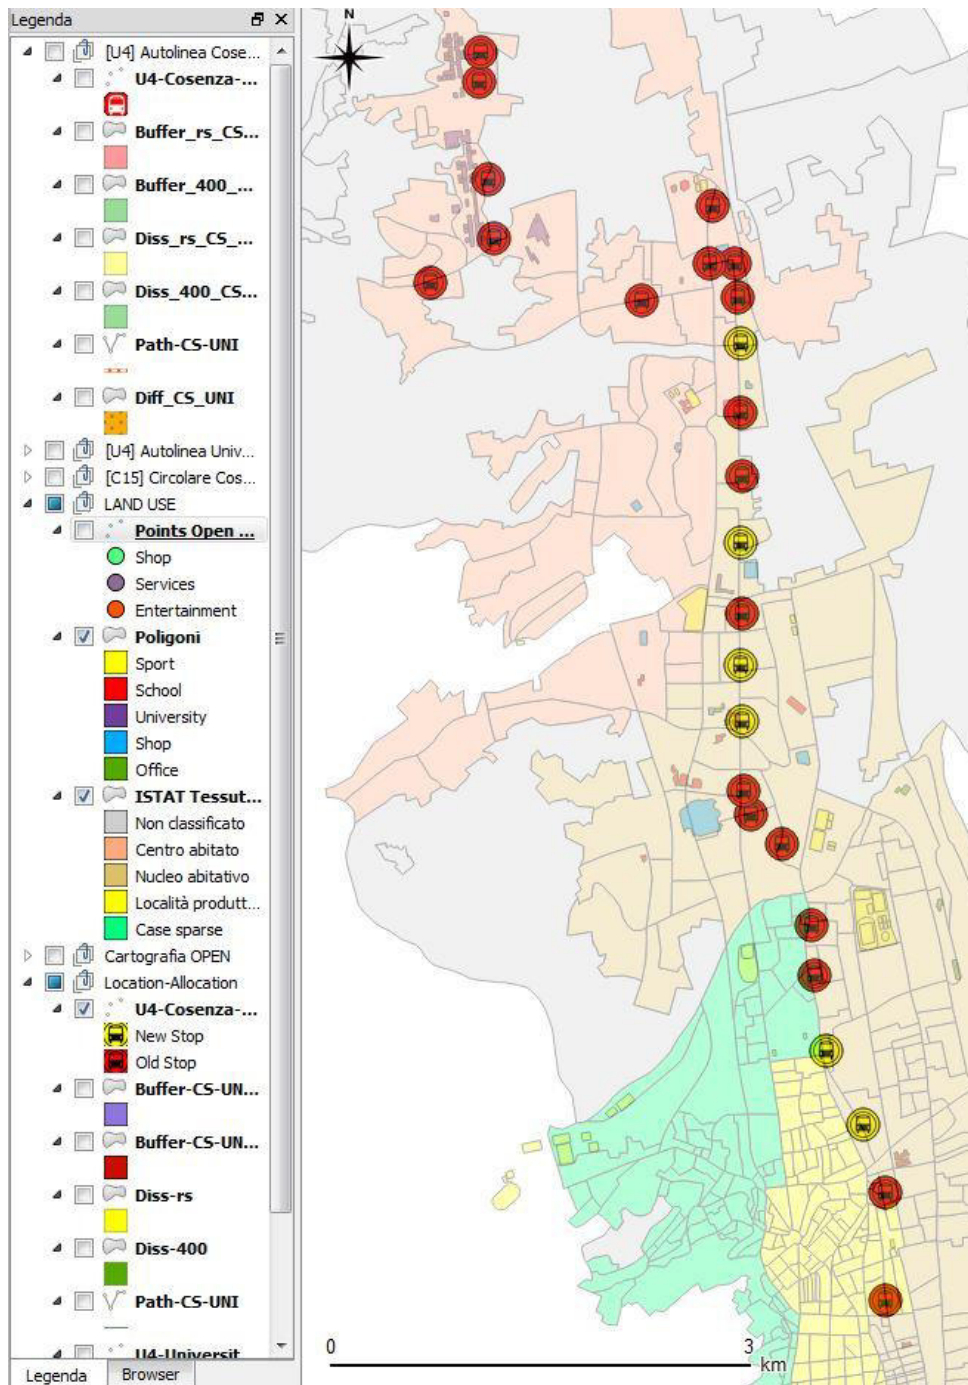 Legenda
[U4] Autolinea Cose...
U4-Cosenza-...
Buffer_rs_CS...
Buffer_400_...
Diss_rs_CS_...
Diss_400_CS...
Path-CS-UNI
Diff_CS_UNI
[U4] Autolinea Univ...
[C15] Circolare Cos...
LAND USE
Points Open ...
Shop
Services
Entertainment
Poligoni
Sport
School
University
Shop
Office
ISTAT Tessut...
Non classificato
Centro abitato
Nucleo abitativo
Località produtt...
Case sparse
Cartografia OPEN
Location-Allocation
U4-Cosenza-...
New Stop
Old Stop
Buffer-CS-UN...
Buffer-CS-UN...
Diss-rs
Diss-400
Path-CS-UNI
U4-Universit
Legenda Browser
N
0 3
km